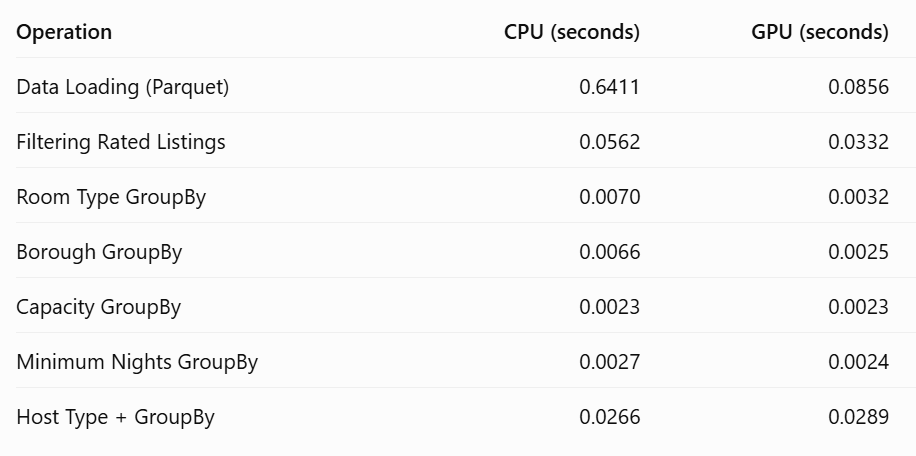 Operation CPU (seconds) GPU (seconds)
Data Loading (Parquet) 0.6411 0.0856
Filtering Rated Listings 0.0562 0.0332
Room Type GroupBy 0.0070 0.0032
Borough GroupBy 0.0066 0.0025
Capacity GroupBy 0.0023 0.0023
Minimum Nights GroupBy 0.0027 0.0024
Host Type + GroupBy 0.0266 0.0289